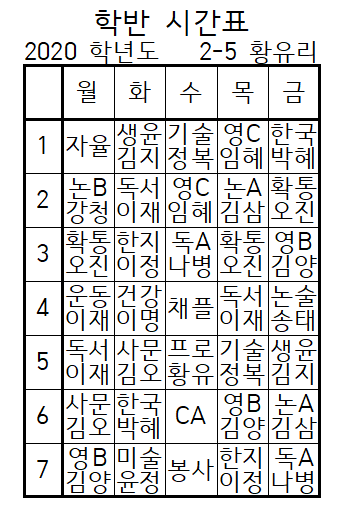 학반 시간표
2020 학년도 2-5 황유리
월 화 수 목 금
1 자율 생윤 기술 영C 한국
김지 정복 임혜 박혜
2 논B 독서 영C 논A 확통
강청 이재 임혜 김삼 오진
3 확통 한지 독A 확통 영B
오진 이정 나병 오진 김양
4 운동 건강 채플 독서 논술
이재 이명 이재 송태
5 독서 사문 프로 기술 생윤
이재 김오 황유 정복 김지
6 사문 한국 CA 영B 논A
김오 박혜 김양 김삼
7 영B 미술 봉사 한지 독A
김양 윤정 이정 나병